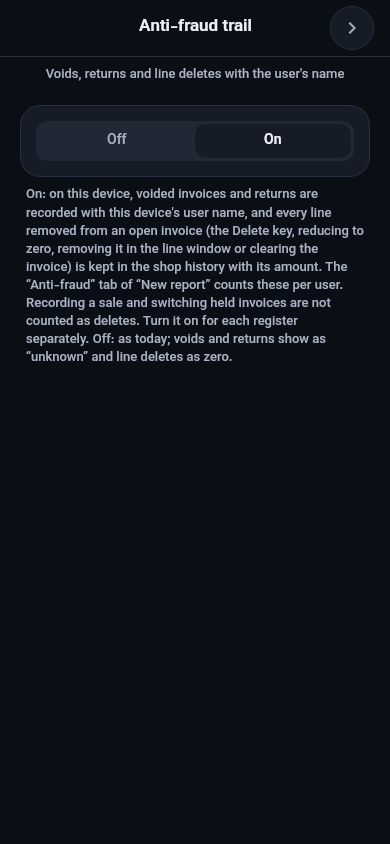 Anti-fraud trail
Voids, returns and line deletes with the user's name
Off
On
On: on this device, voided invoices and returns are
recorded with this device's user name, and every line
removed from an open invoice (the Delete key, reducing to
zero, removing it in the line window or clearing the
invoice) is kept in the shop history with its amount. The
“Anti-fraud” tab of “New report” counts these per user.
Recording a sale and switching held invoices are not
counted as deletes. Turn it on for each register
separately. Off: as today; voids and returns show as
“unknown” and line deletes as zero.